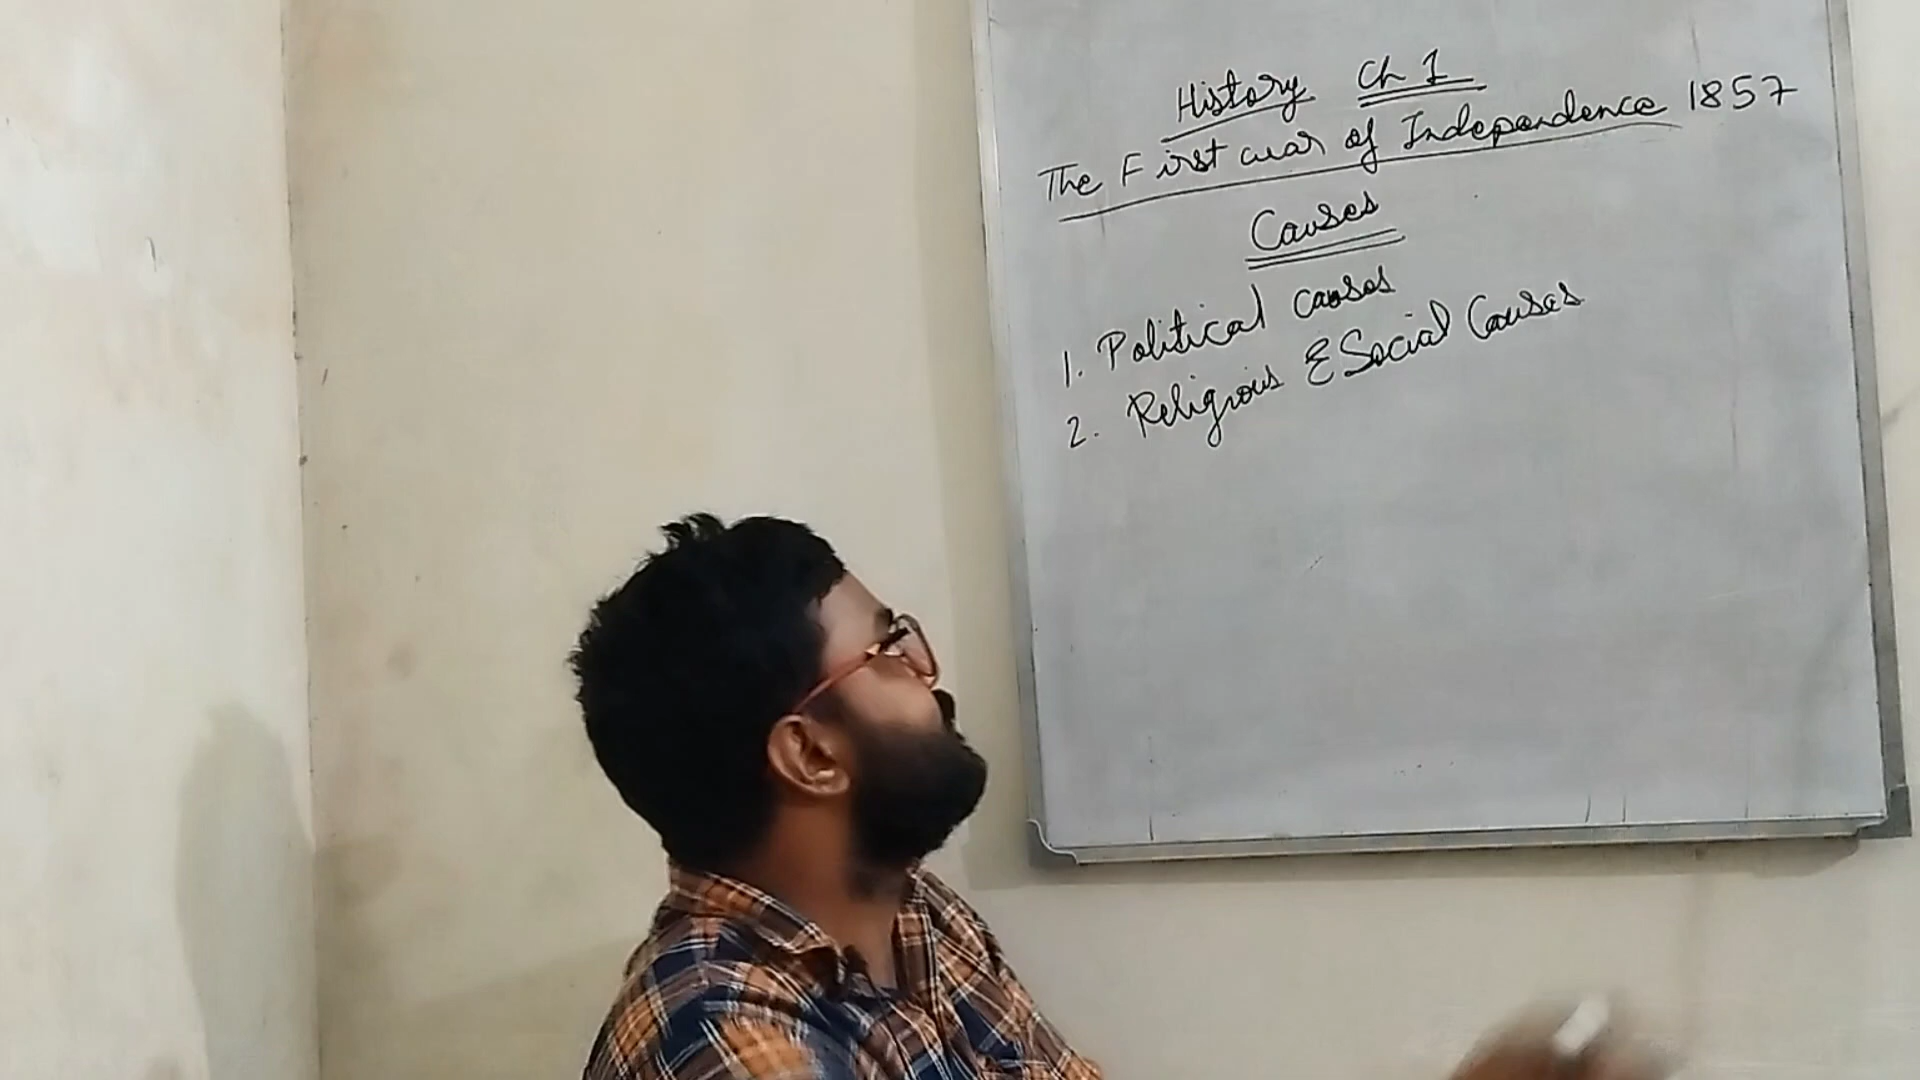 History Ch 1
The First war of Independence 1857
Causes
1. Political causes
2. Religious & Social Causes